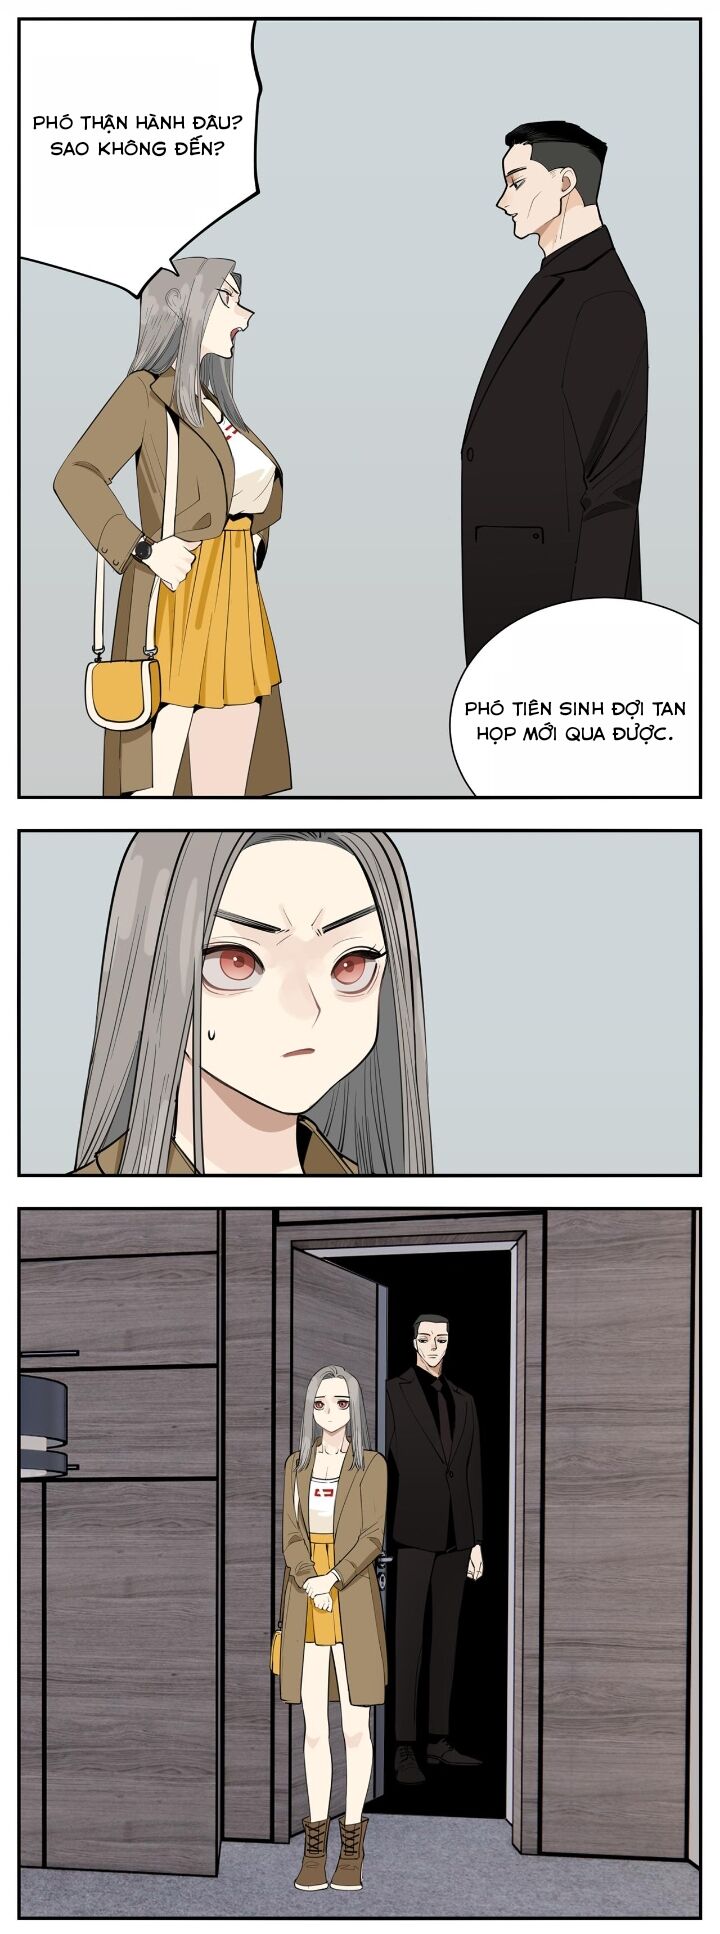 PHÓ THẬN HÀNH ĐÂU?
SAO KHÔNG ĐẾN?
PHÓ TIÊN SINH ĐỢI TAN
HỌP MỚI QUA ĐƯỢC.